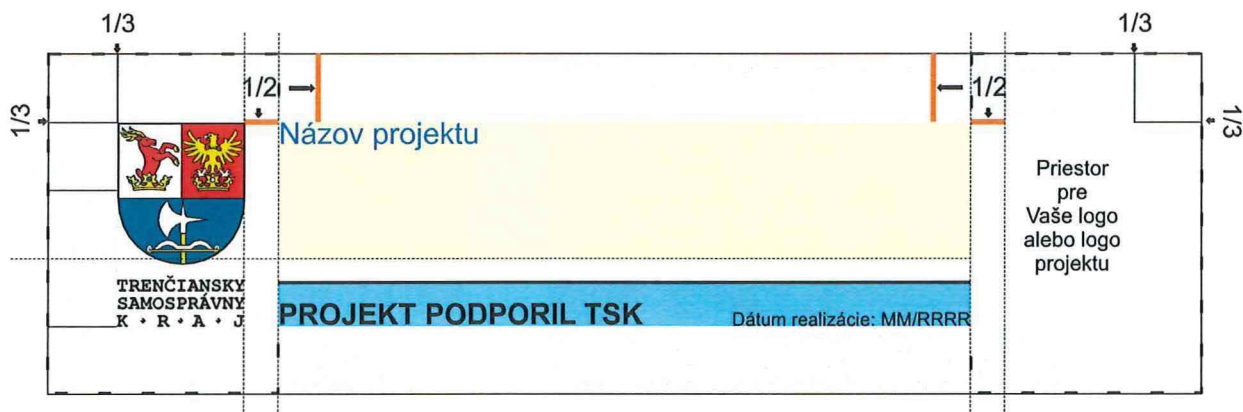 1/3
1/3
1/2
1/2
1/3
1/3
Názov projektu
Priestor
pre
Vaše logo
alebo logo
projektu
TRENČIANSKY
SAMOSPRÁVNY
K • R • A • J
PROJEKT PODPORIL TSK
Dátum realizácie: MM/RRRR